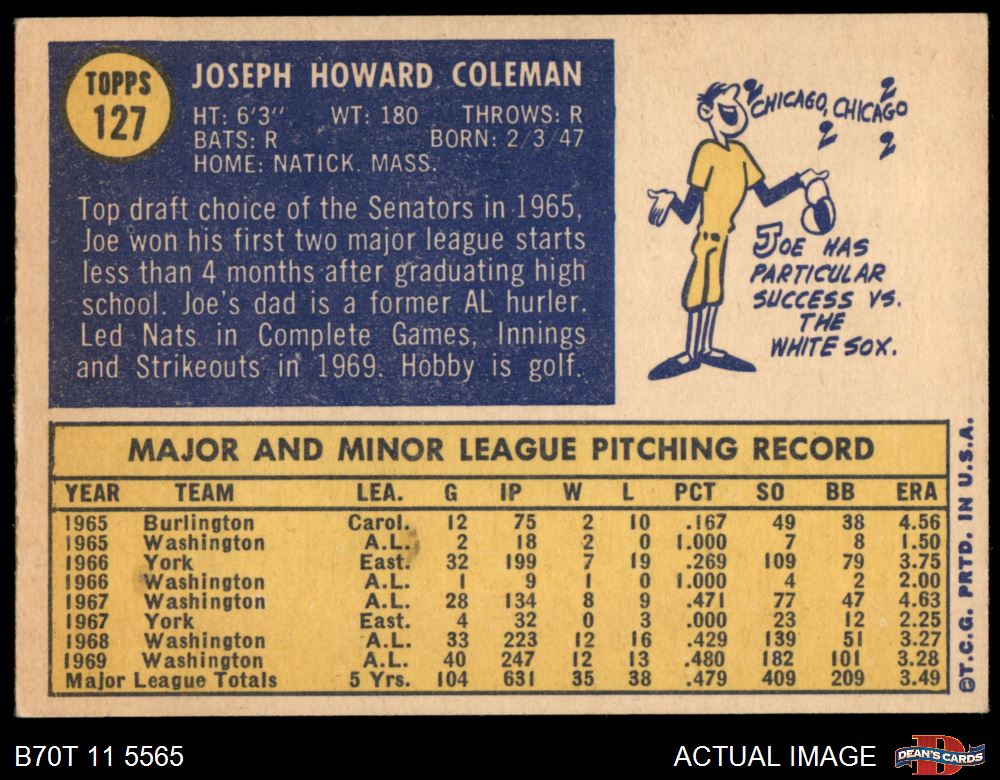 TOPPS
127
JOSEPH HOWARD COLEMAN
HT: 6'3" WT: 180 THROWS: R
BATS: R BORN: 2/3/47
HOME: NATICK. MASS.
Top draft choice of the Senators in 1965,
Joe won his first two major league starts
less than 4 months after graduating high
school. Joe's dad is a former AL hurler.
Led Nats in Complete Games, Innings
and Strikeouts in 1969. Hobby is golf.
CHICAGO, CHICAGO
JOE HAS
PARTICULAR
SUCCESS VS.
THE
WHITE SOX.
MAJOR AND MINOR LEAGUE PITCHING RECORD
YEAR TEAM LEA. G IP W L PCT SO BB ERA
1965 Burlington Carol. 12 75 2 10 .167 49 38 4.56
1965 Washington A.L. 2 18 2 0 1.000 7 8 1.50
1966 York East. 32 199 7 19 .269 109 79 3.75
1966 Washington A.L. 1 9 1 0 1.000 4 2 2.00
1967 Washington A.L. 28 134 8 9 .471 77 47 4.63
1967 York East. 4 32 0 3 .000 23 12 2.25
1968 Washington A.L. 33 223 12 16 .429 139 51 3.27
1969 Washington A.L. 40 247 12 13 .480 182 101 3.28
Major League Totals 5 Yrs. 104 631 35 38 .479 409 209 3.49
©T.C.G. PRTD. IN U.S.A.
B70T 11 5565
ACTUAL IMAGE
DEAN'S CARDS